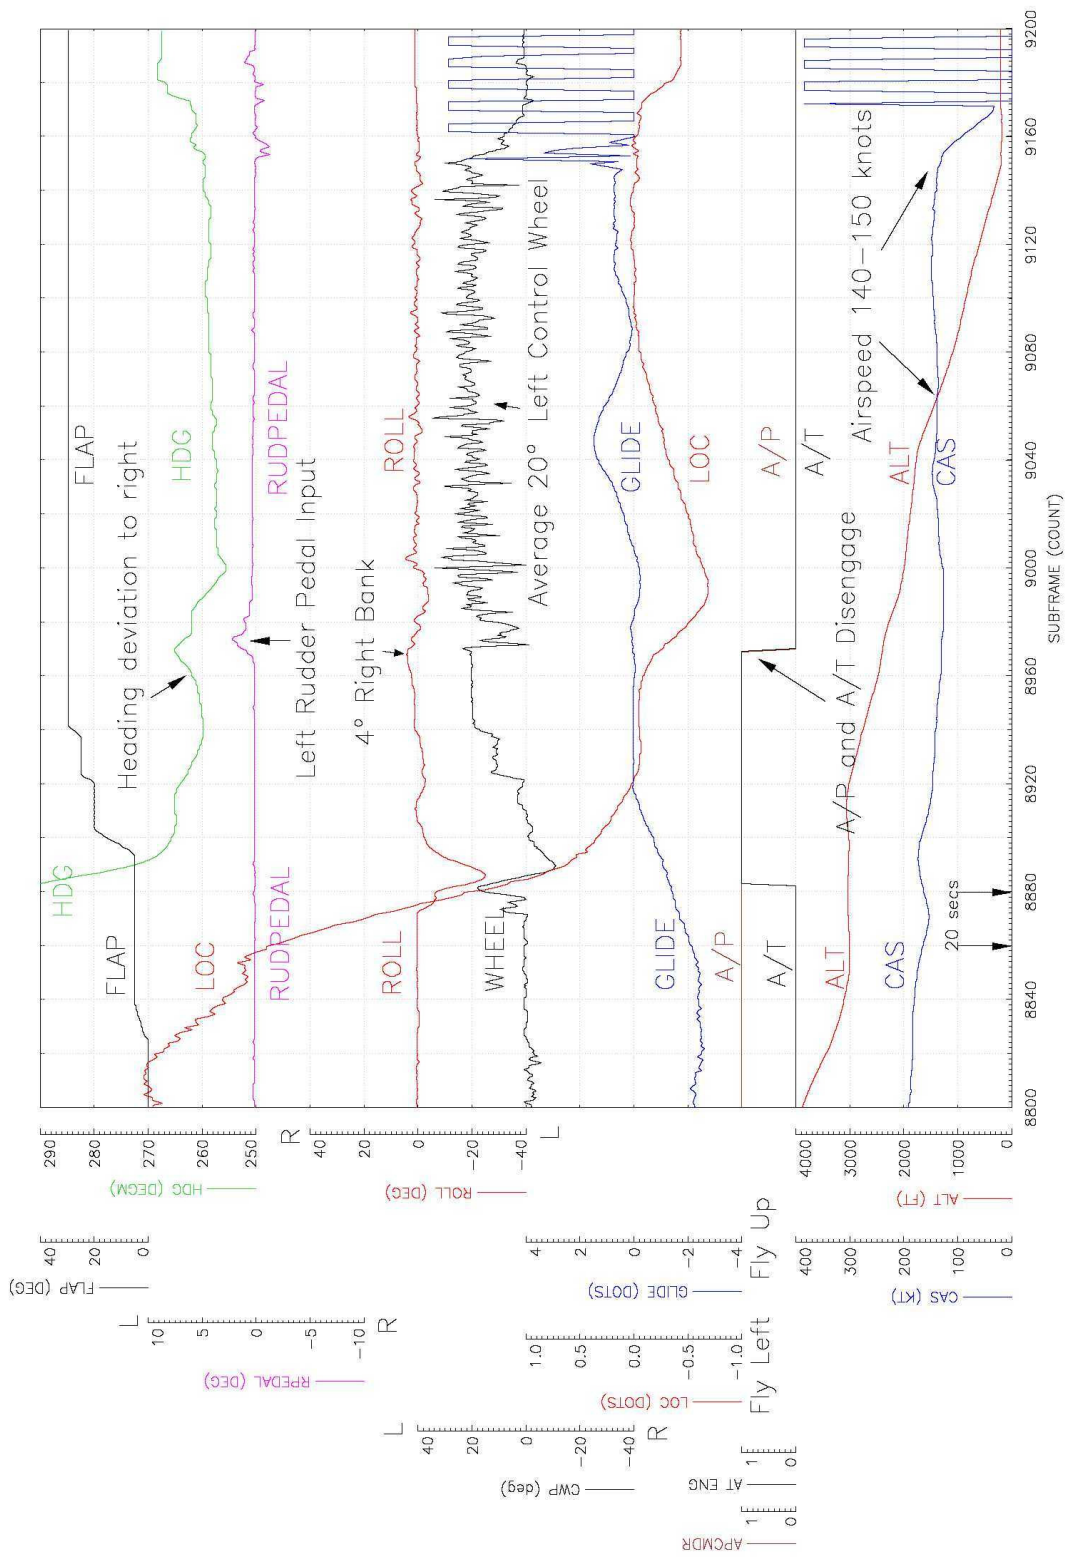 FLAP (DEG)
40
20
0
L
10
5
0
-5
-10
R
RPEDAL (DEG)
HDG (DEGM)
290
280
270
260
250
R
40
20
0
-20
-40
L
ROLL (DEG)
L
40
20
0
-20
-40
R
CWP (deg)
4
2
0
-2
-4
GLIDE (DOTS)
Fly Up
1.0
0.5
0.0
-0.5
-1.0
LOC (DOTS)
Fly Left
AT ENG
1
0
APCMDR
1
0
4000
3000
2000
1000
0
ALT (FT)
400
300
200
100
0
CAS (KT)
HDG
FLAP
FLAP
Heading deviation to right
LOC
HDG
RUDPEDAL
RUDPEDAL
Left Rudder Pedal Input
4° Right Bank
ROLL
ROLL
WHEEL
Average 20° Left Control Wheel
GLIDE
GLIDE
LOC
A/P
A/P
A/T
A/T
A/P and A/T Disengage
Airspeed 140-150 knots
ALT
ALT
CAS
CAS
20 secs
8800
8840
8880
8920
8960
9000
9040
9080
9120
9160
9200
SUBFRAME (COUNT)